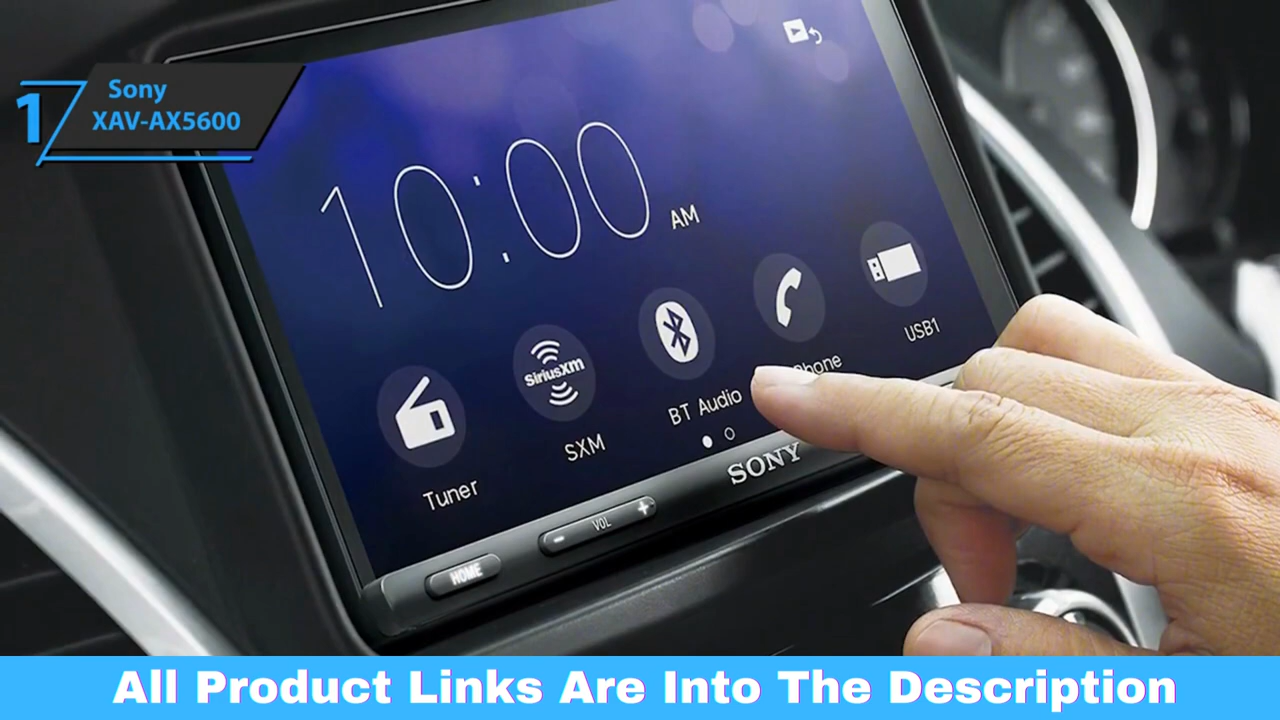 1
Sony
XAV-AX5600
10:00 AM
Tuner
SiriusXm
SXM
BT Audio
Phone
USB1
SONY
HOME
- VOL +
All Product Links Are Into The Description